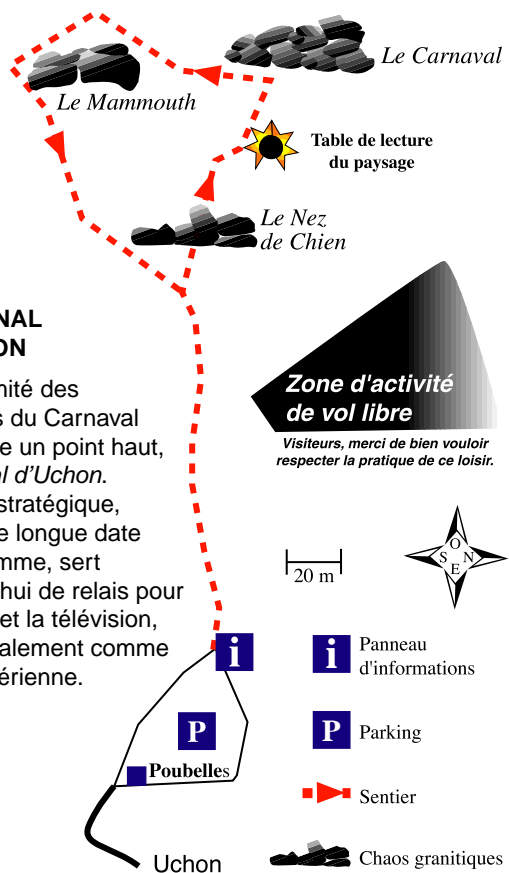 Le Carnaval
Le Mammouth
Table de lecture
du paysage
Le Nez
de Chien
NAL
ON
mité des
s du Carnaval
e un point haut,
al d'Uchon.
stratégique,
e longue date
mme, sert
hui de relais pour
et la télévision,
alement comme
érienne.
Zone d'activité
de vol libre
Visiteurs, merci de bien vouloir
respecter la pratique de ce loisir.
20 m
O
S N
E
i
P
Poubelles
Uchon
i Panneau
d'informations
P Parking
Sentier
Chaos granitiques